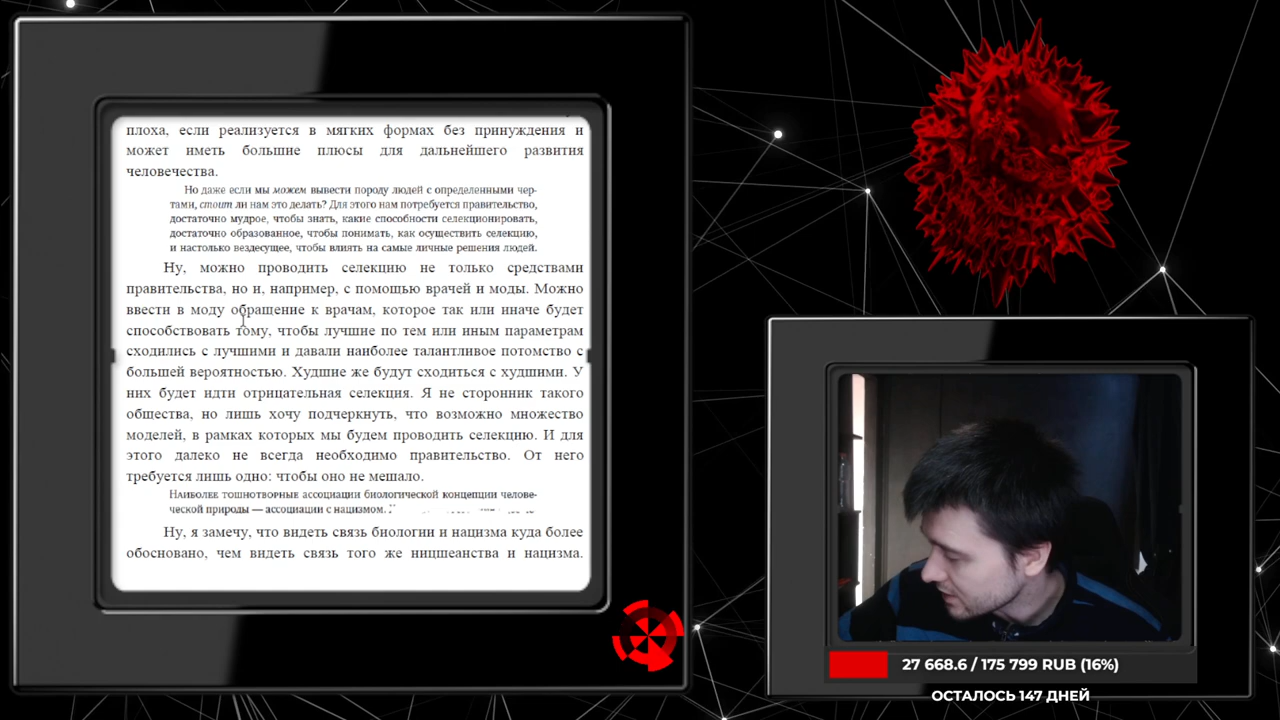 плоха, если реализуется в мягких формах без принуждения и
может иметь большие плюсы для дальнейшего развития
человечества.
Но даже если мы можем вывести породу людей с определенными чер-
тами, стоит ли нам это делать? Для этого нам потребуется правительство,
достаточно мудрое, чтобы знать, какие способности селекционировать,
достаточно образованное, чтобы понимать, как осуществить селекцию,
и настолько вездесущее, чтобы влиять на самые личные решения людей.
Ну, можно проводить селекцию не только средствами
правительства, но и, например, с помощью врачей и моды. Можно
ввести в моду обращение к врачам, которое так или иначе будет
способствовать тому, чтобы лучшие по тем или иным параметрам
сходились с лучшими и давали наиболее талантливое потомство с
большей вероятностью. Худшие же будут сходиться с худшими. У
них будет идти отрицательная селекция. Я не сторонник такого
общества, но лишь хочу подчеркнуть, что возможно множество
моделей, в рамках которых мы будем проводить селекцию. И для
этого далеко не всегда необходимо правительство. От него
требуется лишь одно: чтобы оно не мешало.
Наиболее тошнотворные ассоциации биологической концепции челове-
ческой природы — ассоциации с нацизмом.
Ну, я замечу, что видеть связь биологии и нацизма куда более
обосновано, чем видеть связь того же ницшеанства и нацизма.
27 668.6 / 175 799 RUB (16%)
ОСТАЛОСЬ 147 ДНЕЙ